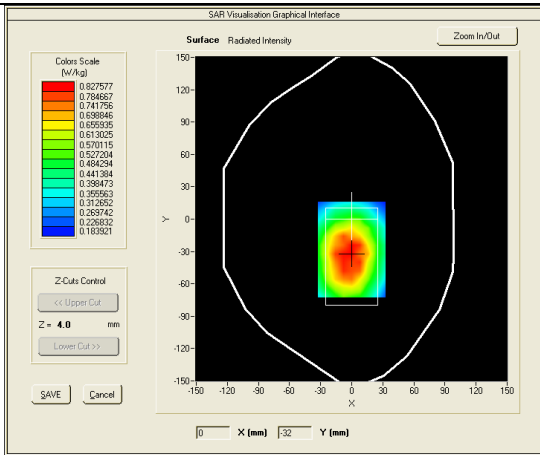 SAR Visualisation Graphical Interface
Surface Radiated Intensity
Zoom In/Out
Colors Scale
(W/kg)
0.827577
0.784667
0.741756
0.698846
0.655935
0.613025
0.570115
0.527204
0.484294
0.441384
0.398473
0.355563
0.312652
0.269742
0.226832
0.183921
Z-Cuts Control
<< Upper Cut
Z = 4.0 mm
Lower Cut >>
SAVE
Cancel
150
120
90
60
30
0
-30
-60
-90
-120
-150
Y
-150 -120 -90 -60 -30 0 30 60 90 120 150
X
0 X (mm) -32 Y (mm)